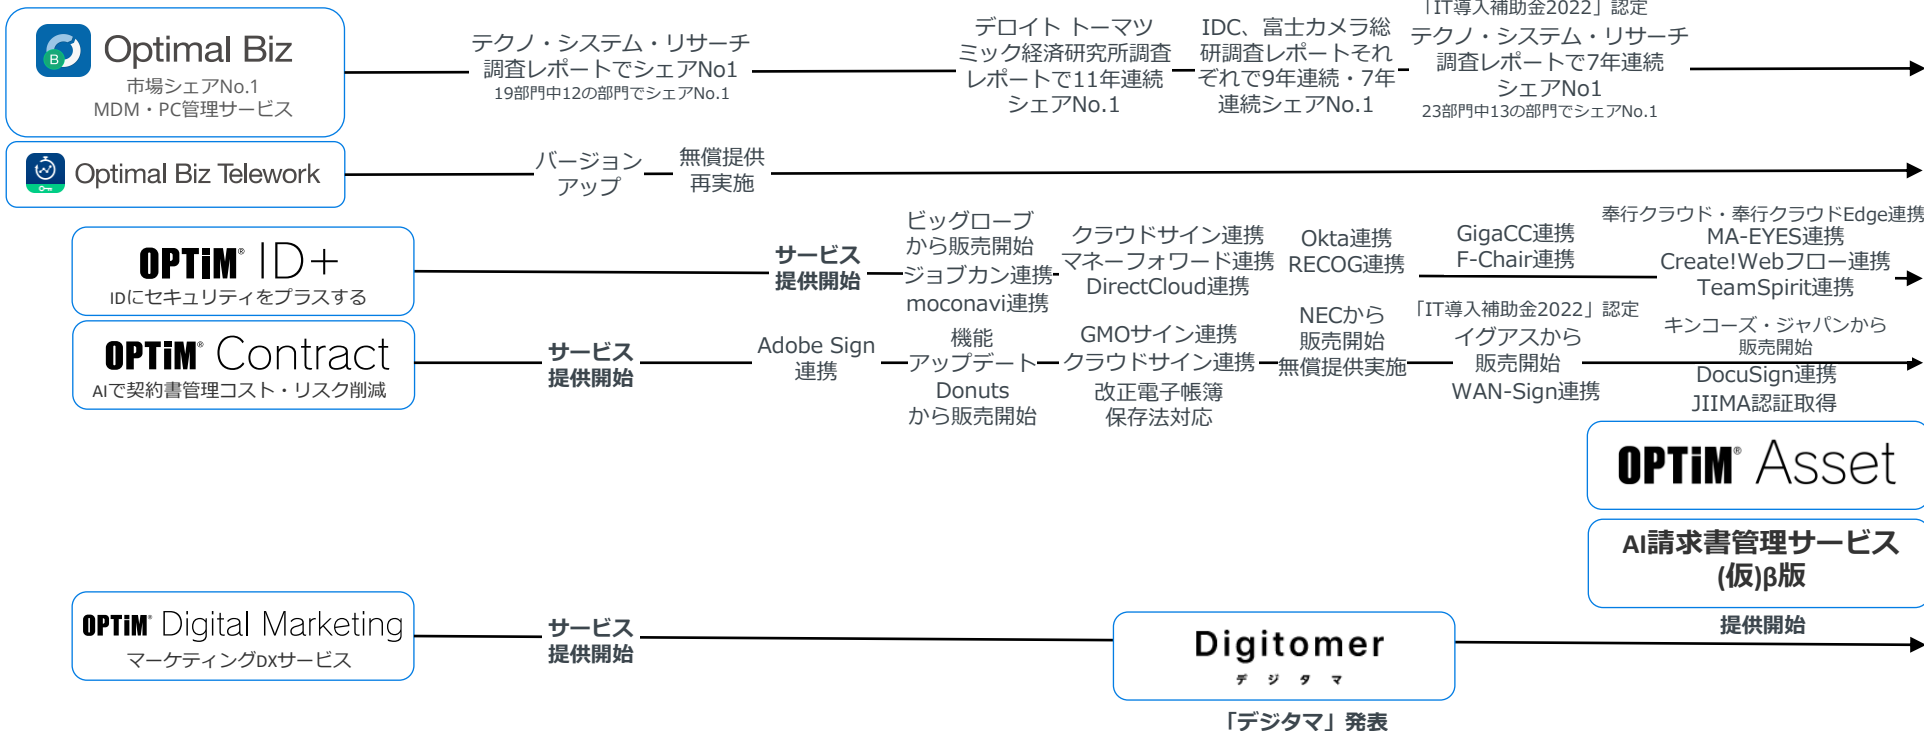 Optimal Biz
市場シェアNo.1
MDM・PC管理サービス
テクノ・システム・リサーチ
調査レポートでシェアNo1
19部門中12の部門でシェアNo.1
デロイト トーマツ
ミック経済研究所調査
レポートで11年連続
シェアNo.1
IDC、富士カメラ総
研調査レポートそれ
ぞれで9年連続・7年
連続シェアNo.1
「IT導入補助金2022」認定
テクノ・システム・リサーチ
調査レポートで7年連続
シェアNo1
23部門中13の部門でシェアNo.1
Optimal Biz Telework
バージョン
アップ
無償提供
再実施
OPTiM® ID+
IDにセキュリティをプラスする
サービス
提供開始
ビッグローブ
から販売開始
ジョブカン連携
moconavi連携
クラウドサイン連携
マネーフォワード連携
DirectCloud連携
Okta連携
RECOG連携
GigaCC連携
F-Chair連携
奉行クラウド・奉行クラウドEdge連携
MA-EYES連携
Create!Webフロー連携
TeamSpirit連携
OPTiM® Contract
AIで契約書管理コスト・リスク削減
サービス
提供開始
Adobe Sign
連携
機能
アップデート
Donuts
から販売開始
GMOサイン連携
クラウドサイン連携
改正電子帳簿
保存法対応
NECから
販売開始
無償提供実施
「IT導入補助金2022」認定
イグアスから
販売開始
WAN-Sign連携
キンコーズ・ジャパンから
販売開始
DocuSign連携
JIIMA認証取得
OPTiM® Asset
AI請求書管理サービス
(仮)β版
提供開始
OPTiM® Digital Marketing
マーケティングDXサービス
サービス
提供開始
Digitomer
デジタマ
「デジタマ」発表